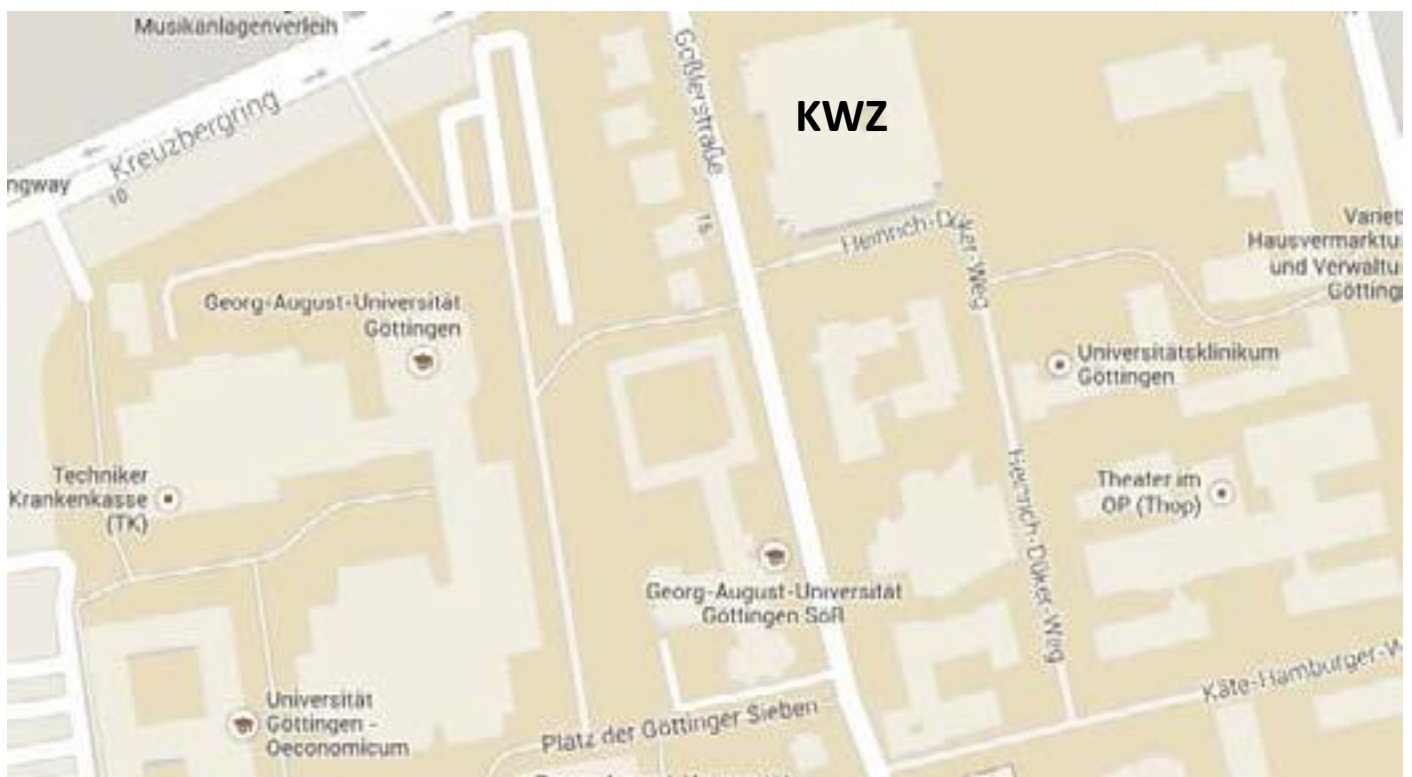 Musikanlagenverleih
Goßlerstraße
KWZ
Kreuzbergring
ngway
10
Heinrich-Düker-Weg
Variet
Hausvermarktu
und Verwaltu
Götting
Georg-August-Universität
Göttingen
Universitätsklinikum
Göttingen
Techniker
Krankenkasse
(TK)
Theater im
OP (Thop)
Heinrich-Düker-Weg
Georg-August-Universität
Göttingen SöR
Universität
Göttingen -
Oeconomicum
Platz der Göttinger Sieben
Käte-Hamburger-W